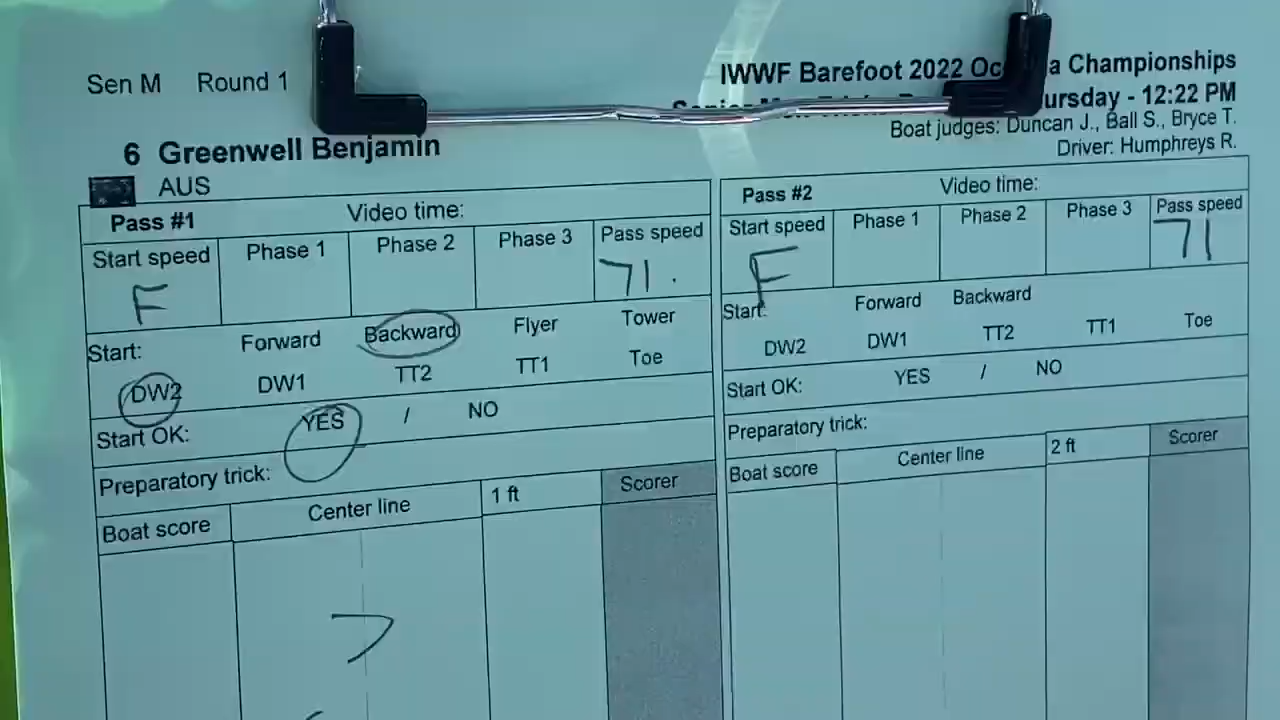 Sen M Round 1
IWWF Barefoot 2022 Championships
- 12:22 PM
Boat judges: Duncan J., Ball S., Bryce T.
Driver: Humphreys R.
6 Greenwell Benjamin
AUS
Pass #1 Video time:
Start speed Phase 1 Phase 2 Phase 3 Pass speed
F 71.
Start: Forward Backward Flyer Tower
DW2 DW1 TT2 TT1 Toe
Start OK: YES / NO
Preparatory trick:
Boat score Center line 1 ft Scorer
Pass #2 Video time:
Start speed Phase 1 Phase 2 Phase 3 Pass speed
F 71
Start: Forward Backward
DW2 DW1 TT2 TT1 Toe
Start OK: YES / NO
Preparatory trick:
Boat score Center line 2 ft Scorer